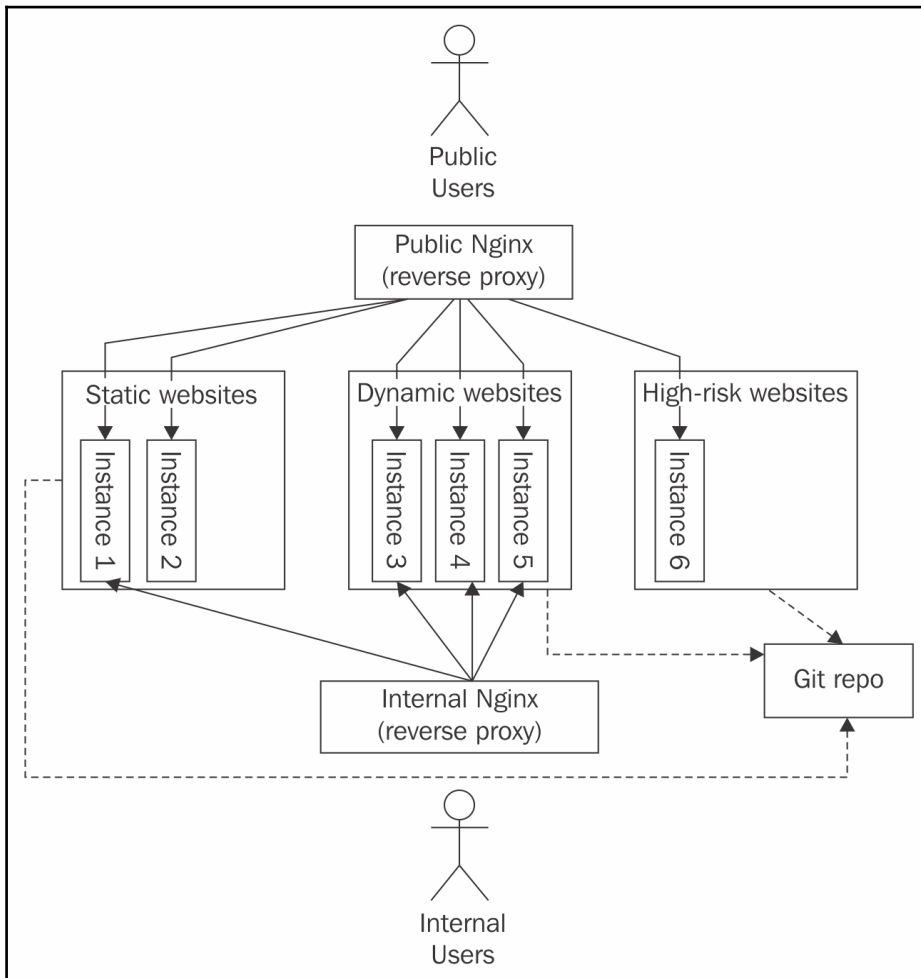 Public
Users
Public Nginx
(reverse proxy)
Static websites
Dynamic websites
High-risk websites
Instance 1
Instance 2
Instance 3
Instance 4
Instance 5
Instance 6
Internal Nginx
(reverse proxy)
Git repo
Internal
Users